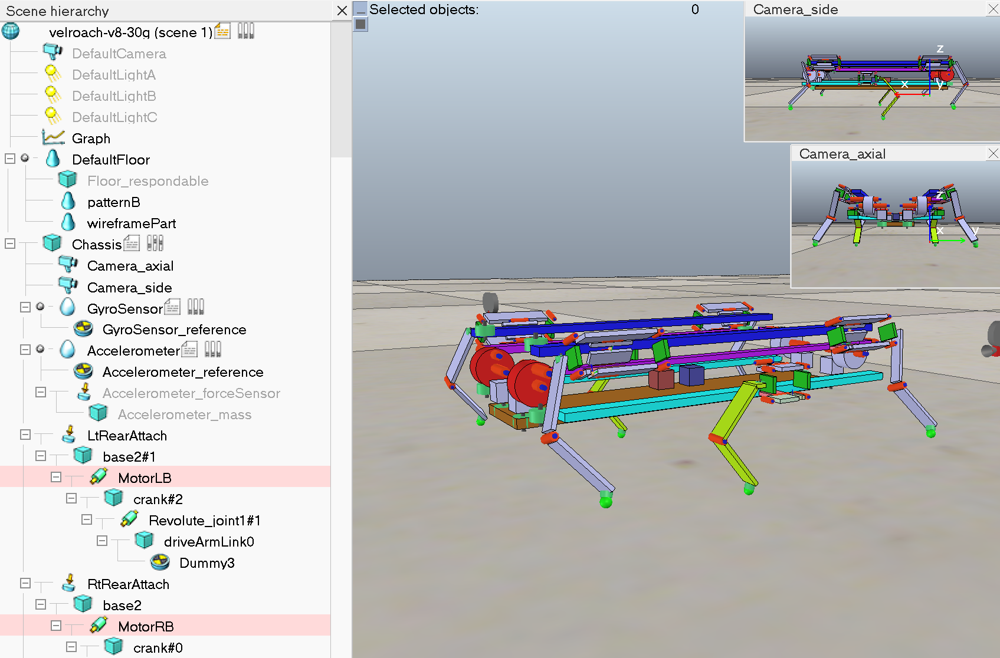 Scene hierarchy
velroach-v8-30g (scene 1)
DefaultCamera
DefaultLightA
DefaultLightB
DefaultLightC
Graph
DefaultFloor
Floor_respondable
patternB
wireframePart
Chassis
Camera_axial
Camera_side
GyroSensor
GyroSensor_reference
Accelerometer
Accelerometer_reference
Accelerometer_forceSensor
Accelerometer_mass
LtRearAttach
base2#1
MotorLB
crank#2
Revolute_joint1#1
driveArmLink0
Dummy3
RtRearAttach
base2
MotorRB
crank#0
Selected objects: 0
Camera_side
z
x
y
Camera_axial
z
x
y